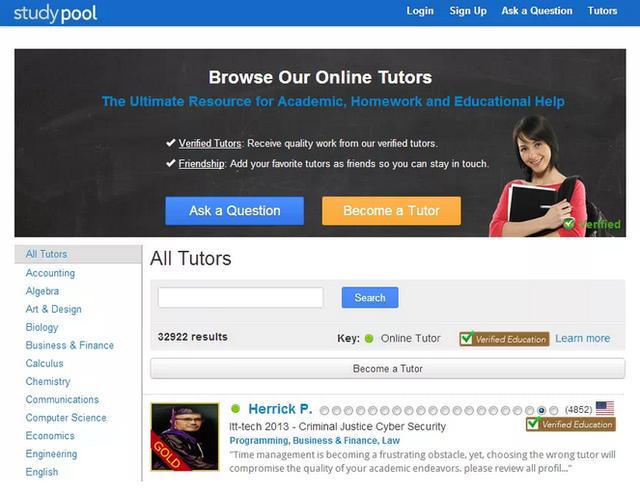 studypool
Login Sign Up Ask a Question Tutors
Browse Our Online Tutors
The Ultimate Resource for Academic, Homework and Educational Help
✔ Verified Tutors: Receive quality work from our verified tutors.
✔ Friendship: Add your favorite tutors as friends so you can stay in touch.
Ask a Question Become a Tutor
Verified
All Tutors
Accounting
Algebra
Art & Design
Biology
Business & Finance
Calculus
Chemistry
Communications
Computer Science
Economics
Engineering
English
All Tutors
Search
32922 results Key: Online Tutor Verified Education Learn more
Become a Tutor
GOLD
Herrick P. (4852)
Itt-tech 2013 - Criminal Justice Cyber Security Verified Education
Programming, Business & Finance, Law
"Time management is becoming a frustrating obstacle, yet, choosing the wrong tutor will
compromise the quality of your academic endeavors. please review all profil..."